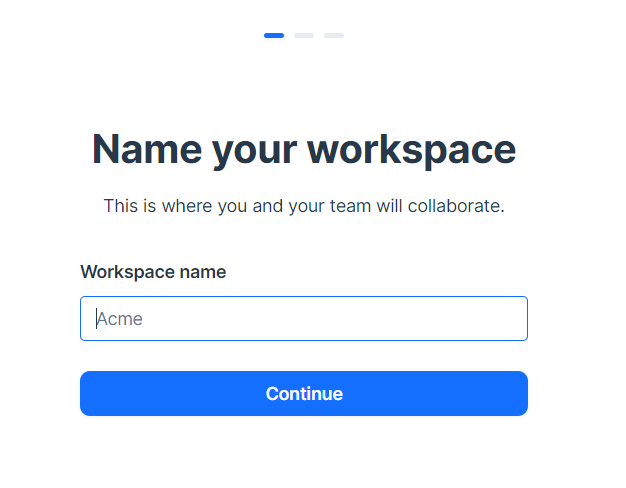 Name your workspace
This is where you and your team will collaborate.
Workspace name
Acme
Continue